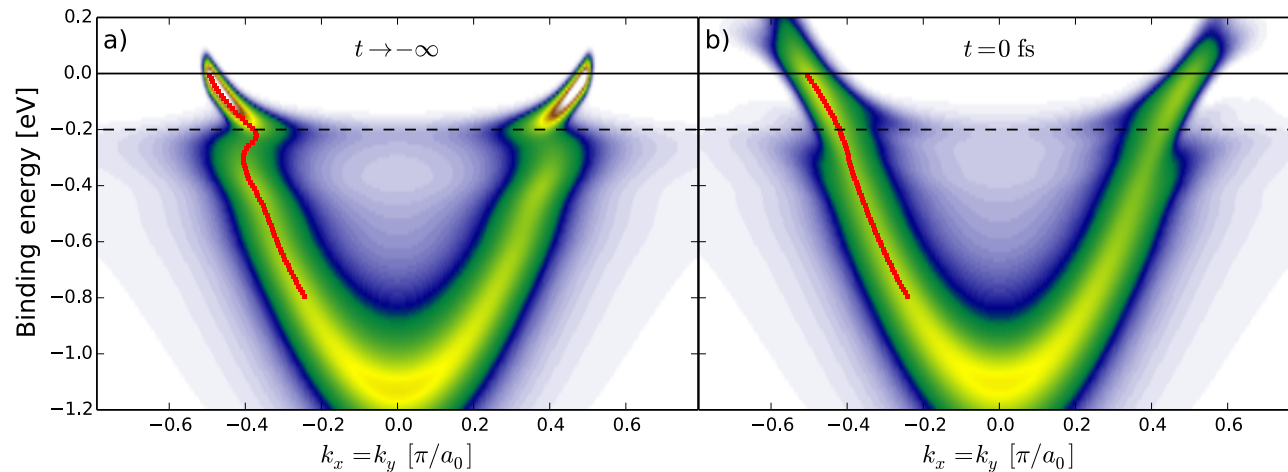 a) t → −∞
b) t = 0 fs
Binding energy [eV]
0.2
0.0
−0.2
−0.4
−0.6
−0.8
−1.0
−1.2
−0.6 −0.4 −0.2 0.0 0.2 0.4 0.6
−0.6 −0.4 −0.2 0.0 0.2 0.4 0.6
k_x = k_y [π/a_0]
k_x = k_y [π/a_0]